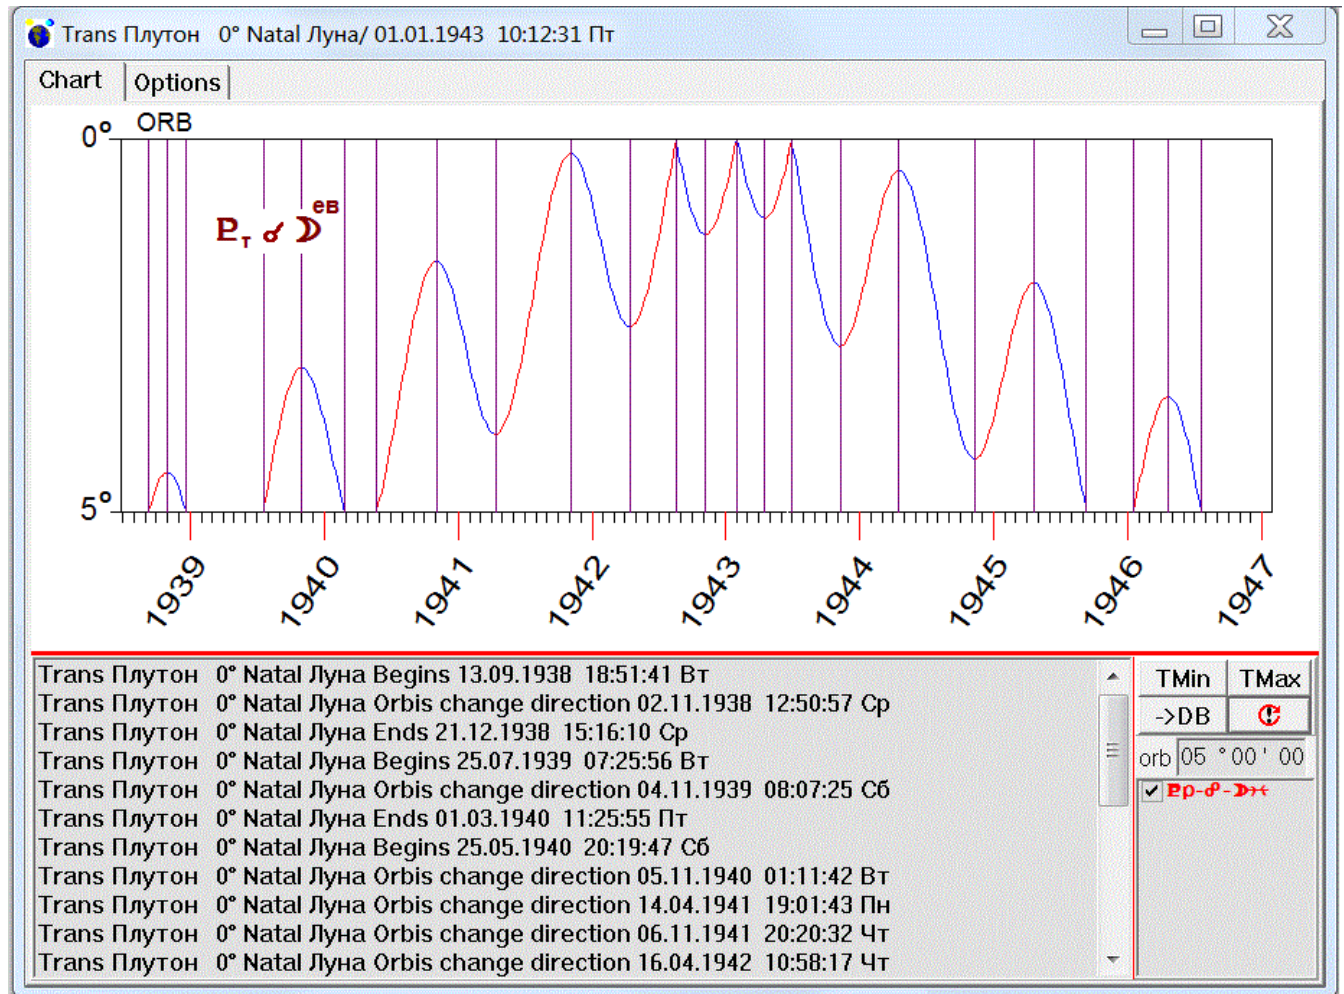 Trans Плутон 0° Natal Луна/ 01.01.1943 10:12:31 Пт
Chart Options
0° ORB
ев
т
5°
1939 1940 1941 1942 1943 1944 1945 1946 1947
Trans Плутон 0° Natal Луна Begins 13.09.1938 18:51:41 Вт
Trans Плутон 0° Natal Луна Orbis change direction 02.11.1938 12:50:57 Ср
Trans Плутон 0° Natal Луна Ends 21.12.1938 15:16:10 Ср
Trans Плутон 0° Natal Луна Begins 25.07.1939 07:25:56 Вт
Trans Плутон 0° Natal Луна Orbis change direction 04.11.1939 08:07:25 Сб
Trans Плутон 0° Natal Луна Ends 01.03.1940 11:25:55 Пт
Trans Плутон 0° Natal Луна Begins 25.05.1940 20:19:47 Сб
Trans Плутон 0° Natal Луна Orbis change direction 05.11.1940 01:11:42 Вт
Trans Плутон 0° Natal Луна Orbis change direction 14.04.1941 19:01:43 Пн
Trans Плутон 0° Natal Луна Orbis change direction 06.11.1941 20:20:32 Чт
Trans Плутон 0° Natal Луна Orbis change direction 16.04.1942 10:58:17 Чт
TMin TMax
->DB
orb 05 ° 00 ' 00